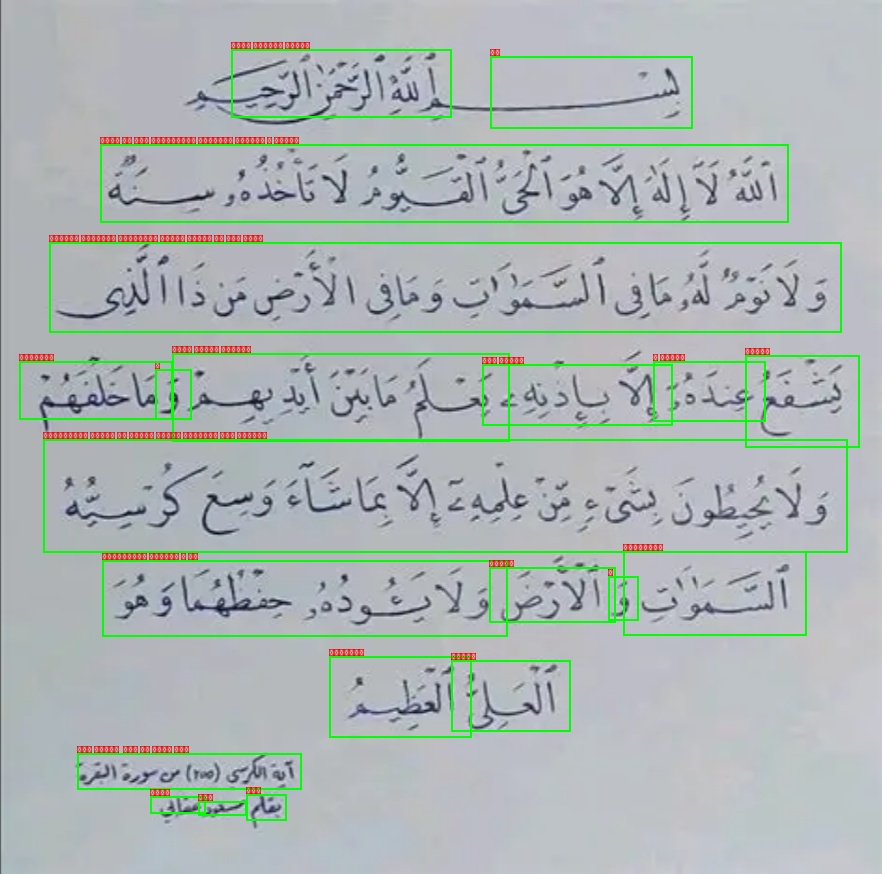 بِسْمِ ٱللَّهِ ٱلرَّحْمَٰنِ ٱلرَّحِيمِ
ٱللَّهُ لَآ إِلَٰهَ إِلَّا هُوَ ٱلْحَىُّ ٱلْقَيُّومُ لَا تَأْخُذُهُۥ سِنَةٌ
وَلَا نَوْمٌ لَّهُۥ مَا فِى ٱلسَّمَٰوَٰتِ وَمَا فِى ٱلْأَرْضِ مَن ذَا ٱلَّذِى
يَشْفَعُ عِندَهُۥٓ إِلَّا بِإِذْنِهِۦ يَعْلَمُ مَا بَيْنَ أَيْدِيهِمْ وَمَا خَلْفَهُمْ
وَلَا يُحِيطُونَ بِشَىْءٍ مِّنْ عِلْمِهِۦٓ إِلَّا بِمَا شَآءَ وَسِعَ كُرْسِيُّهُ
ٱلسَّمَٰوَٰتِ وَٱلْأَرْضَ وَلَا يَـُٔودُهُۥ حِفْظُهُمَا وَهُوَ
ٱلْعَلِىُّ ٱلْعَظِيمُ
آية الكرسي (٢٥٥) من سورة البقرة
بقلم مسعود